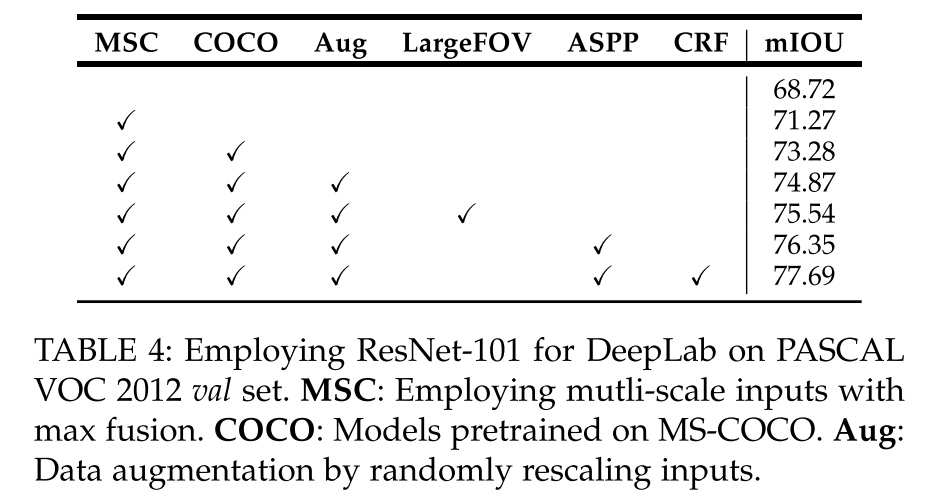 MSC COCO Aug LargeFOV ASPP CRF mIOU
68.72
✓ 71.27
✓ ✓ 73.28
✓ ✓ ✓ 74.87
✓ ✓ ✓ ✓ 75.54
✓ ✓ ✓ ✓ 76.35
✓ ✓ ✓ ✓ ✓ 77.69
TABLE 4: Employing ResNet-101 for DeepLab on PASCAL
VOC 2012 val set. MSC: Employing mutli-scale inputs with
max fusion. COCO: Models pretrained on MS-COCO. Aug:
Data augmentation by randomly rescaling inputs.